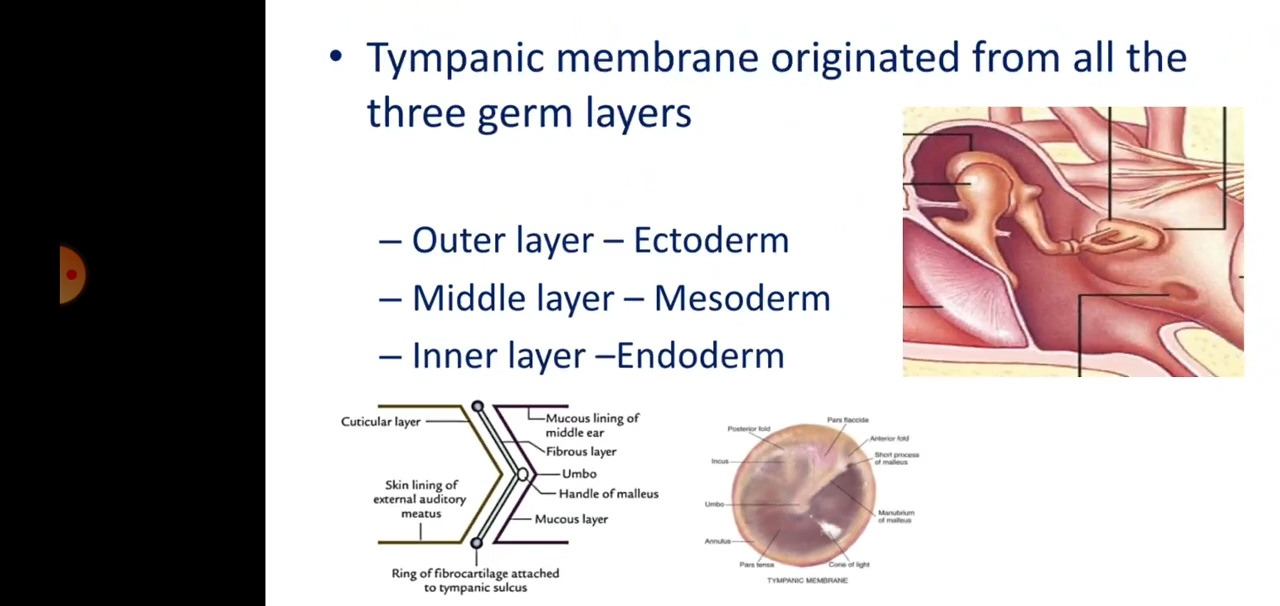 • Tympanic membrane originated from all the
three germ layers
– Outer layer – Ectoderm
– Middle layer – Mesoderm
– Inner layer –Endoderm
Cuticular layer
Skin lining of
external auditory
meatus
Mucous lining of
middle ear
Fibrous layer
Umbo
Handle of malleus
Mucous layer
Ring of fibrocartilage attached
to tympanic sulcus
Posterior fold
Incus
Umbo
Annulus
Pars tensa
Pars flaccida
Anterior fold
Short process
of malleus
Manubrium
of malleus
Cone of light
TYMPANIC MEMBRANE